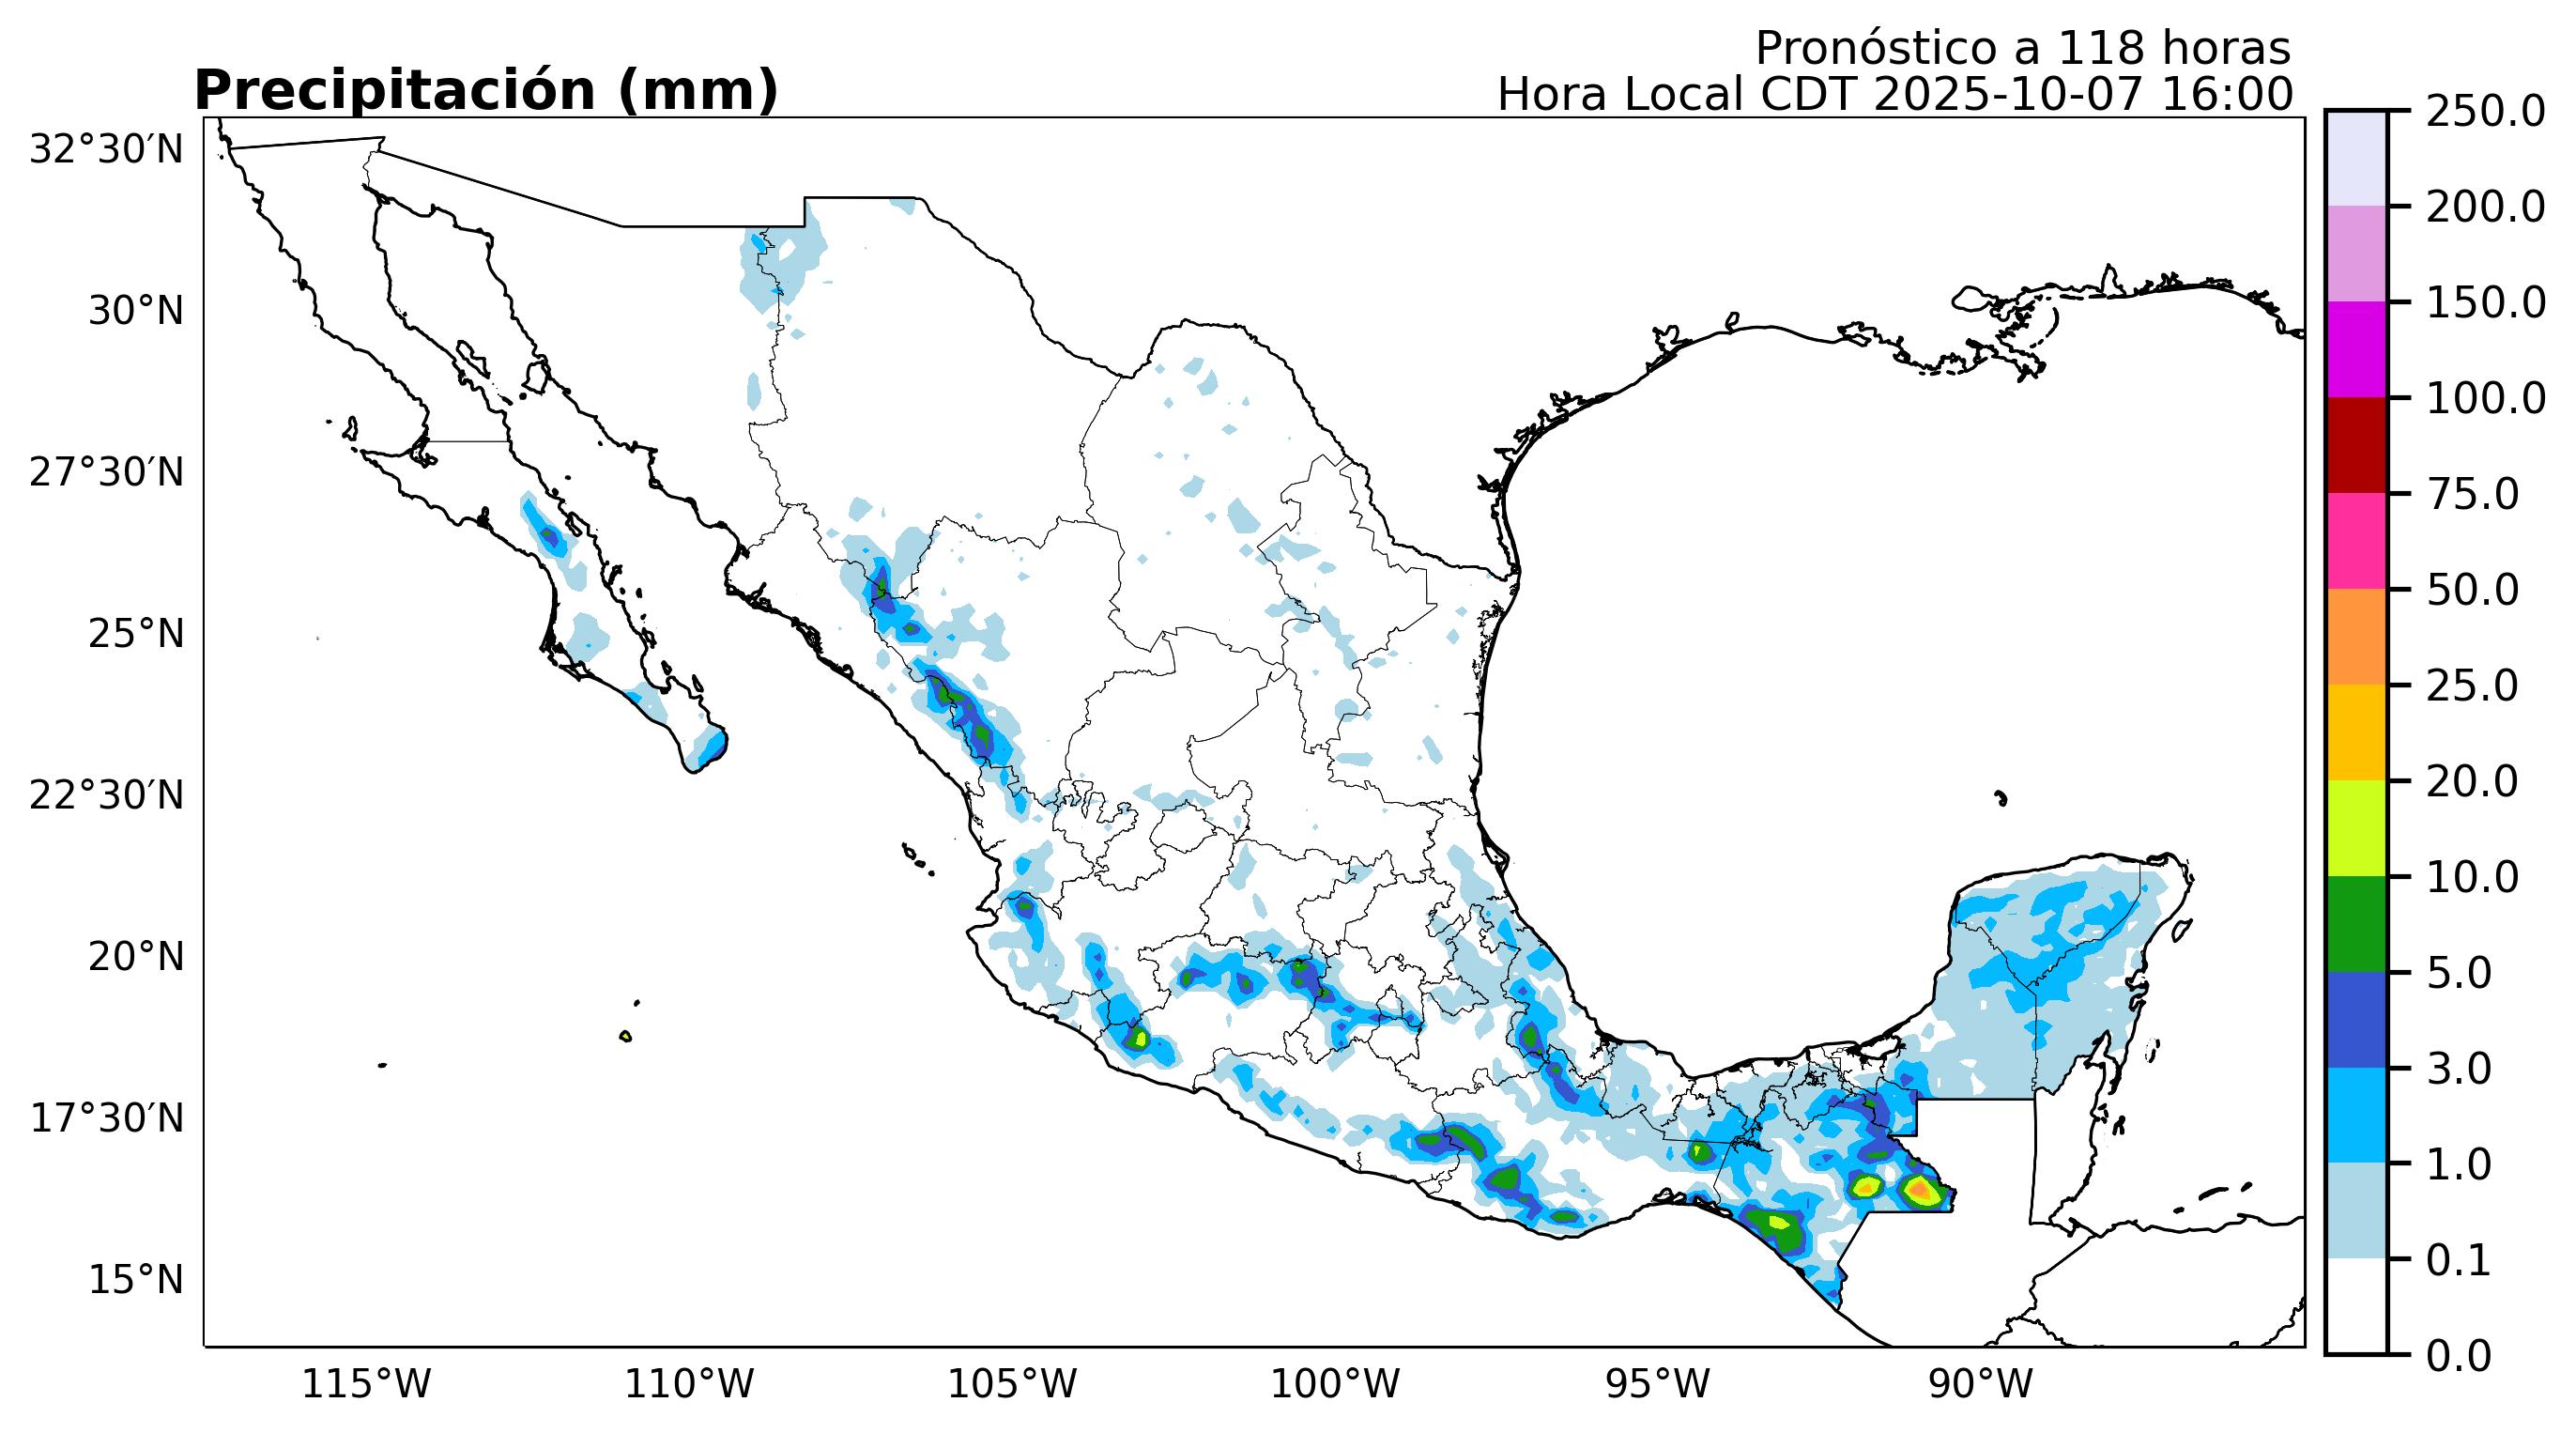 Pronóstico a 118 horas
Precipitación (mm)
Hora Local CDT 2025-10-07 16:00
32°30′N
30°N
27°30′N
25°N
22°30′N
20°N
17°30′N
15°N
115°W
110°W
105°W
100°W
95°W
90°W
250.0
200.0
150.0
100.0
75.0
50.0
25.0
20.0
10.0
5.0
3.0
1.0
0.1
0.0